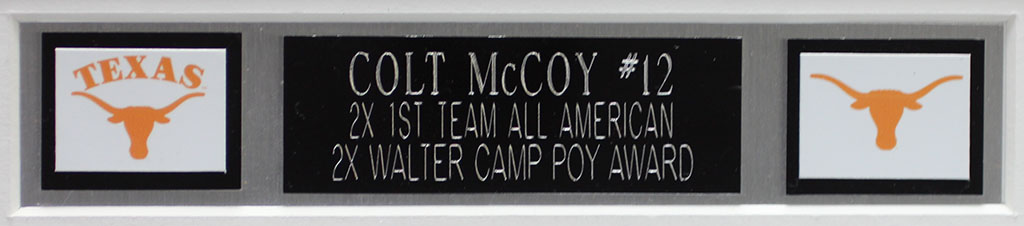 TEXAS
COLT McCOY #12
2X 1ST TEAM ALL AMERICAN
2X WALTER CAMP POY AWARD